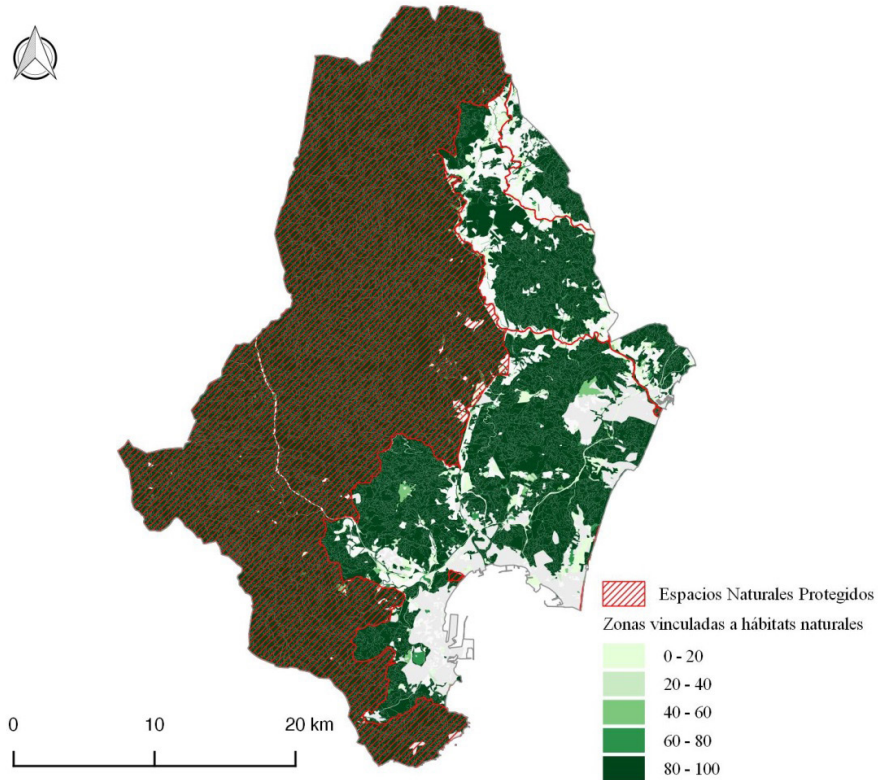 Espacios Naturales Protegidos
Zonas vinculadas a hábitats naturales
0 - 20
20 - 40
40 - 60
60 - 80
80 - 100
0 10 20 km